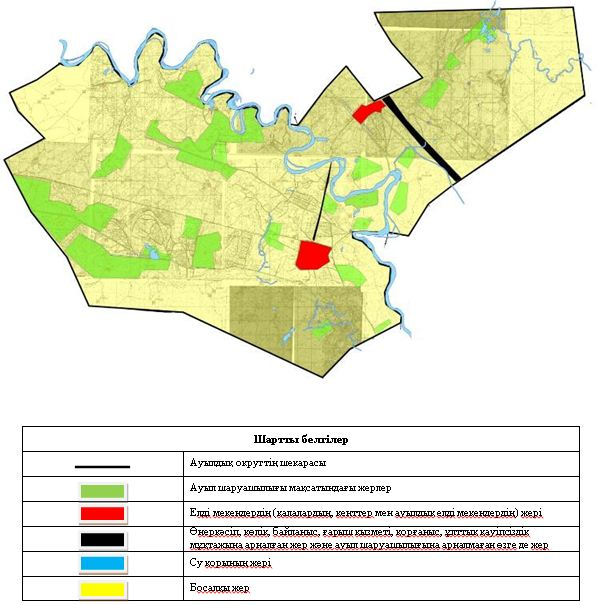 Шартты белгілер
Ауылдық округтің шекарасы
Ауыл шаруашылығы мақсатындағы жерлер
Елді мекендердің (қалалардың, кенттер мен ауылдық елді мекендердің) жері
Өнеркәсіп, көлік, байланыс, ғарыш қызметі, қорғаныс, ұлттық қауіпсіздік
мұқтажына арналған жер және ауыл шаруашылығына арналмаған өзге де жер
Су қорының жері
Босалқы жер